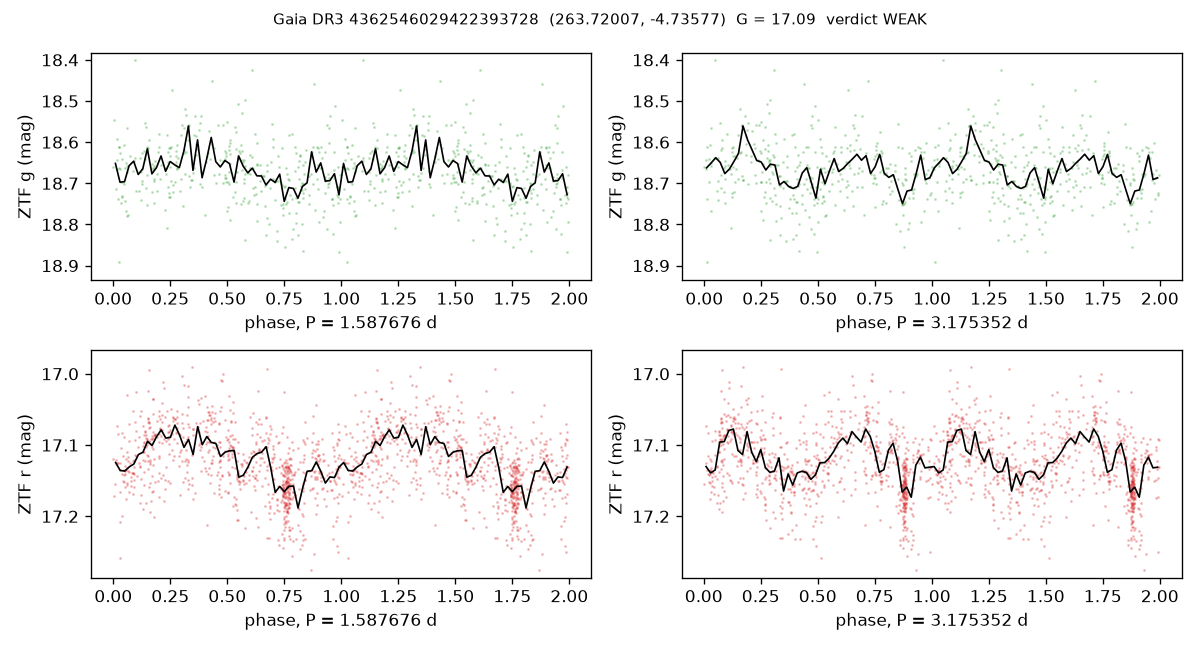 Gaia DR3 4362546029422393728 (263.72007, -4.73577) G = 17.09 verdict WEAK
18.4
18.5
18.6
18.7
18.8
18.9
ZTF g (mag)
0.00 0.25 0.50 0.75 1.00 1.25 1.50 1.75 2.00
phase, P = 1.587676 d
18.4
18.5
18.6
18.7
18.8
18.9
ZTF g (mag)
0.00 0.25 0.50 0.75 1.00 1.25 1.50 1.75 2.00
phase, P = 3.175352 d
17.0
17.1
17.2
ZTF r (mag)
0.00 0.25 0.50 0.75 1.00 1.25 1.50 1.75 2.00
phase, P = 1.587676 d
17.0
17.1
17.2
ZTF r (mag)
0.00 0.25 0.50 0.75 1.00 1.25 1.50 1.75 2.00
phase, P = 3.175352 d